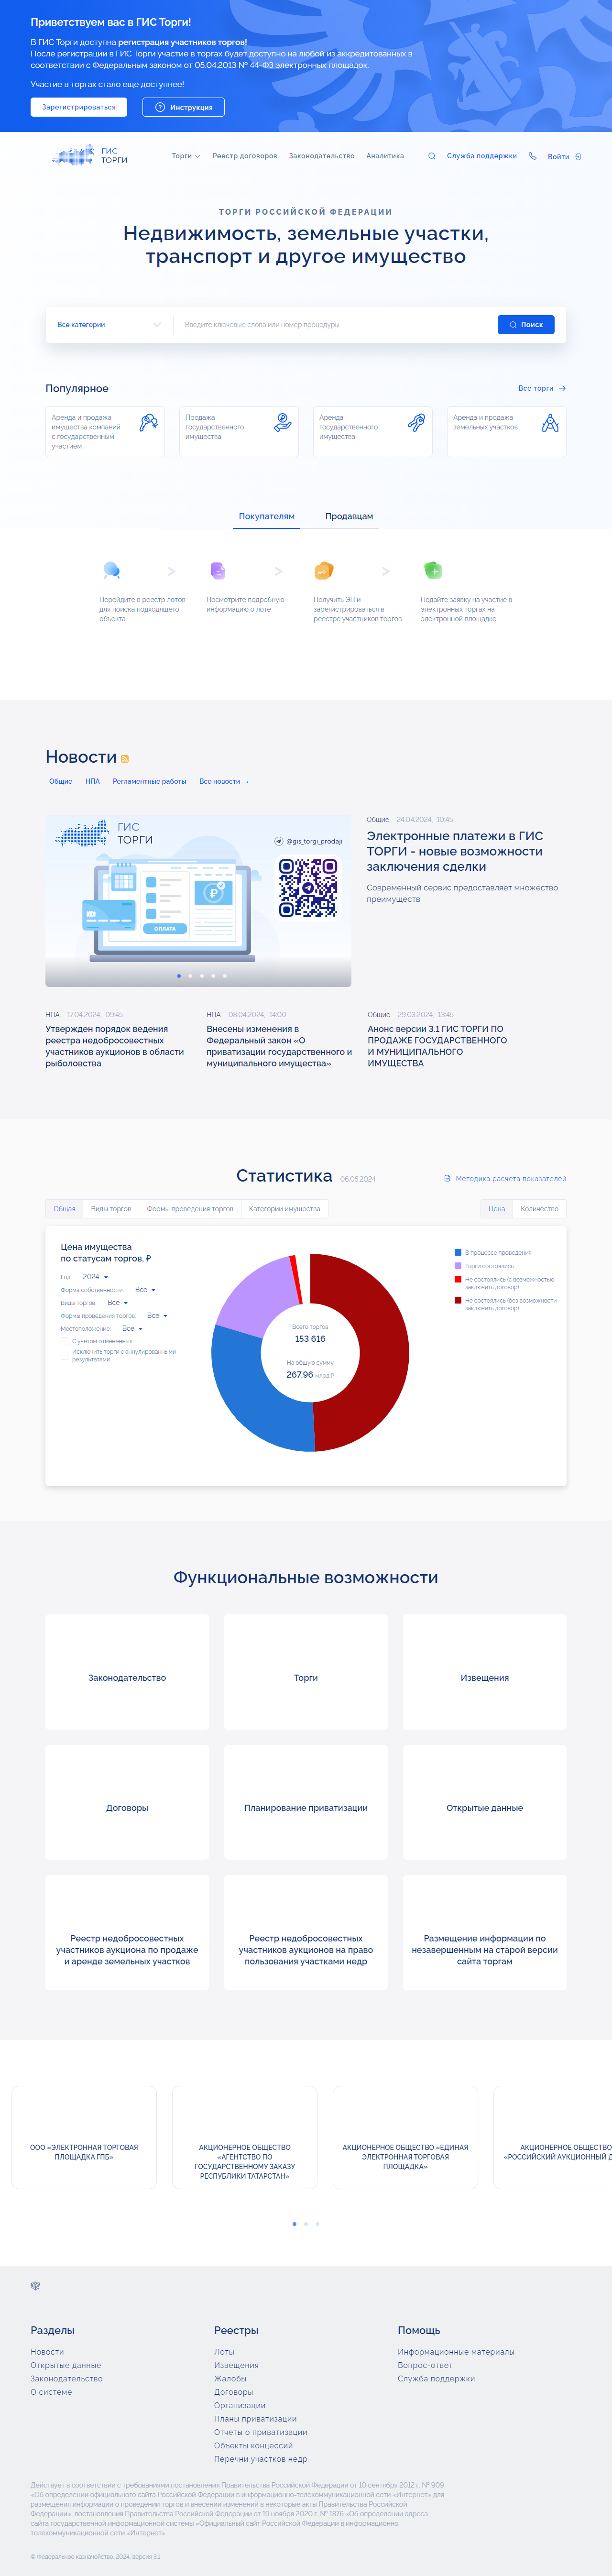 Приветствуем вас в ГИС Торги!
В ГИС Торги доступна регистрация участников торгов!
После регистрации в ГИС Торги участие в торгах будет доступно на любой из аккредитованных в
соответствии с Федеральным законом от 05.04.2013 № 44-ФЗ электронных площадок.
Участие в торгах стало еще доступнее!
Зарегистрироваться
Инструкция
ГИС
ТОРГИ
Торги
Реестр договоров
Законодательство
Аналитика
Служба поддержки
Войти
ТОРГИ РОССИЙСКОЙ ФЕДЕРАЦИИ
Недвижимость, земельные участки,
транспорт и другое имущество
Все категории
Введите ключевые слова или номер процедуры
Поиск
Популярное
Все торги
Аренда и продажа
имущества компаний
с государственным
участием
Продажа
государственного
имущества
Аренда
государственного
имущества
Аренда и продажа
земельных участков
Покупателям
Продавцам
Перейдите в реестр лотов
для поиска подходящего
объекта
Посмотрите подробную
информацию о лоте
Получить ЭП и
зарегистрироваться в
реестре участников торгов
Подайте заявку на участие в
электронных торгах на
электронной площадке
Новости
Общие
НПА
Регламентные работы
Все новости →
ГИС
ТОРГИ
@gis_torgi_prodaji
ОПЛАТА
Общие 24.04.2024, 10:45
Электронные платежи в ГИС
ТОРГИ - новые возможности
заключения сделки
Современный сервис предоставляет множество
преимуществ
НПА 17.04.2024, 09:45
Утвержден порядок ведения
реестра недобросовестных
участников аукционов в области
рыболовства
НПА 08.04.2024, 14:00
Внесены изменения в
Федеральный закон «О
приватизации государственного и
муниципального имущества»
Общие 29.03.2024, 13:45
Анонс версии 3.1 ГИС ТОРГИ ПО
ПРОДАЖЕ ГОСУДАРСТВЕННОГО
И МУНИЦИПАЛЬНОГО
ИМУЩЕСТВА
Статистика 06.05.2024
Методика расчета показателей
Общая
Виды торгов
Формы проведения торгов
Категории имущества
Цена
Количество
Цена имущества
по статусам торгов, ₽
Год: 2024
Форма собственности: Все
Виды торгов: Все
Формы проведения торгов: Все
Местоположение: Все
С учетом отмененных
Исключить торги с аннулированными
результатами
Всего торгов
153 616
На общую сумму
267,96 млрд ₽
В процессе проведения
Торги состоялись
Не состоялись (с возможностью
заключить договор)
Не состоялись (без возможности
заключить договор)
Функциональные возможности
Законодательство
Торги
Извещения
Договоры
Планирование приватизации
Открытые данные
Реестр недобросовестных
участников аукциона по продаже
и аренде земельных участков
Реестр недобросовестных
участников аукционов на право
пользования участками недр
Размещение информации по
незавершенным на старой версии
сайта торгам
ООО «ЭЛЕКТРОННАЯ ТОРГОВАЯ
ПЛОЩАДКА ГПБ»
АКЦИОНЕРНОЕ ОБЩЕСТВО
«АГЕНТСТВО ПО
ГОСУДАРСТВЕННОМУ ЗАКАЗУ
РЕСПУБЛИКИ ТАТАРСТАН»
АКЦИОНЕРНОЕ ОБЩЕСТВО «ЕДИНАЯ
ЭЛЕКТРОННАЯ ТОРГОВАЯ
ПЛОЩАДКА»
АКЦИОНЕРНОЕ ОБЩЕСТВО
«РОССИЙСКИЙ АУКЦИОННЫЙ Д
Разделы
Новости
Открытые данные
Законодательство
О системе
Реестры
Лоты
Извещения
Жалобы
Договоры
Организации
Планы приватизации
Отчеты о приватизации
Объекты концессий
Перечни участков недр
Помощь
Информационные материалы
Вопрос-ответ
Служба поддержки
Действует в соответствии с требованиями постановления Правительства Российской Федерации от 10 сентября 2012 г. № 909
«Об определении официального сайта Российской Федерации в информационно-телекоммуникационной сети «Интернет» для
размещения информации о проведении торгов и внесении изменений в некоторые акты Правительства Российской
Федерации», постановления Правительства Российской Федерации от 19 ноября 2020 г. № 1876 «Об определении адреса
сайта государственной информационной системы «Официальный сайт Российской Федерации в информационно-
телекоммуникационной сети «Интернет»
© Федеральное казначейство, 2024, версия 3.1